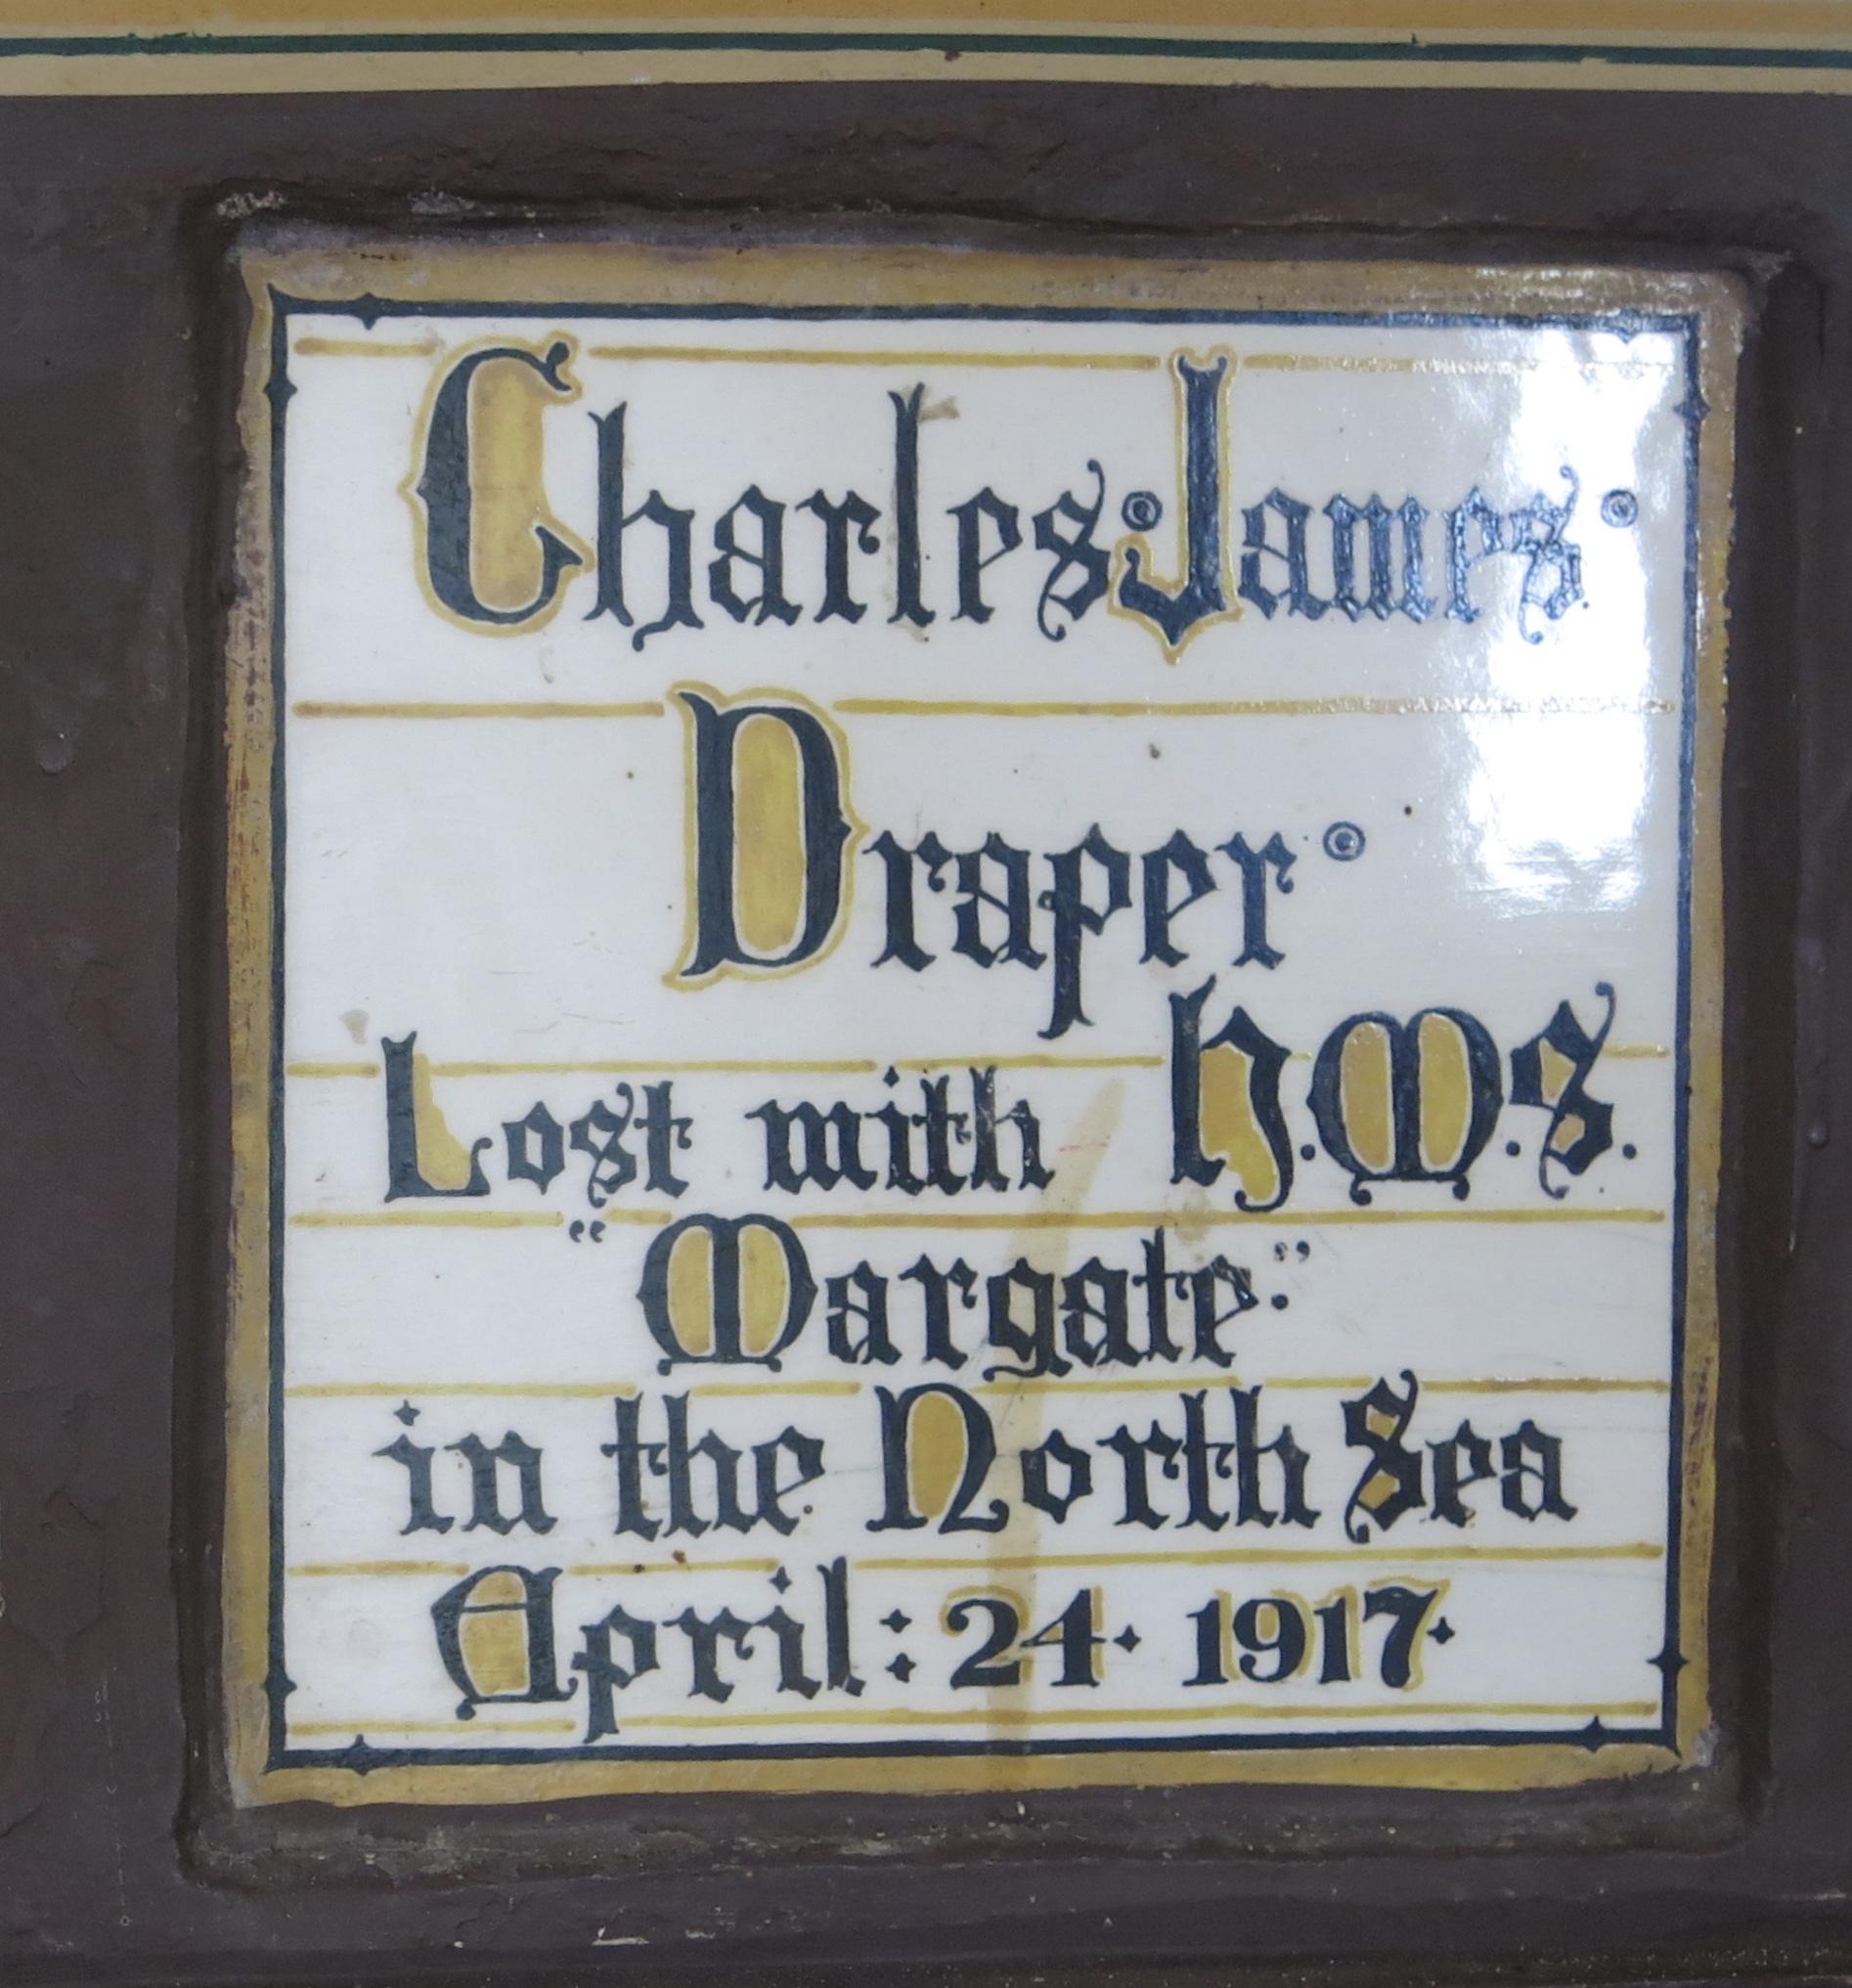 Charles James
Draper
Lost with H.M.S.
"Margate."
in the North Sea
April: 24. 1917.